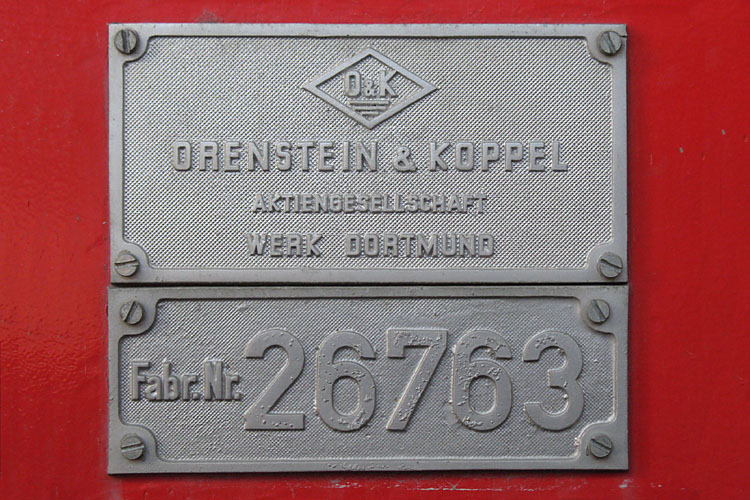 O&K
ORENSTEIN & KOPPEL
AKTIENGESELLSCHAFT
WERK DORTMUND
Fabr. Nr. 26763